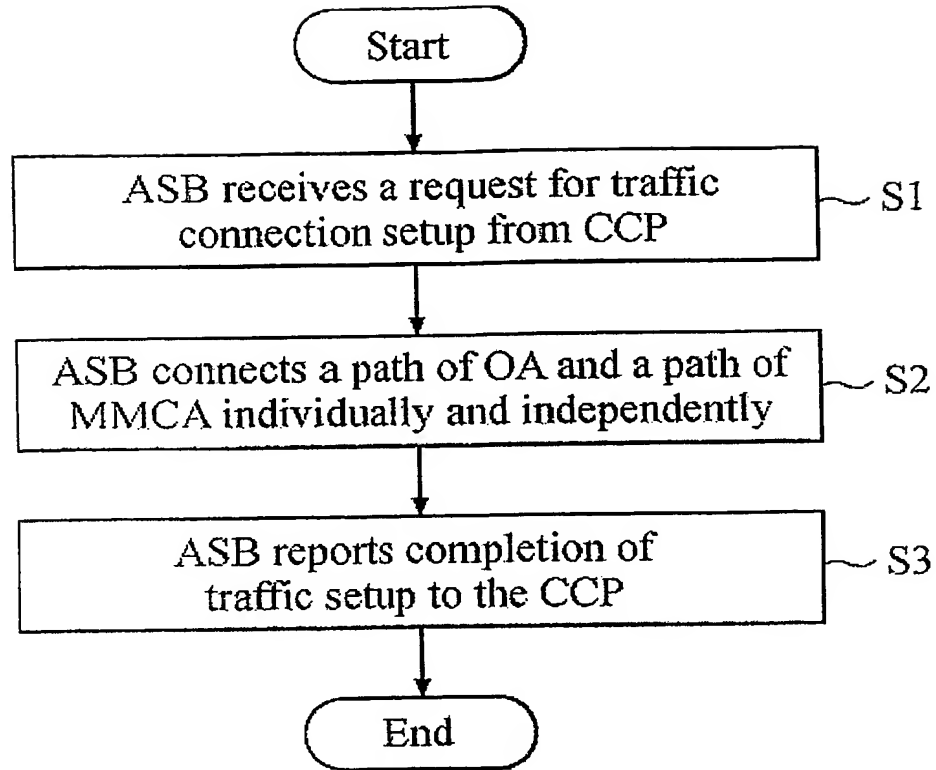 Start
ASB receives a request for traffic
connection setup from CCP
S1
ASB connects a path of OA and a path of
MMCA individually and independently
S2
ASB reports completion of
traffic setup to the CCP
S3
End